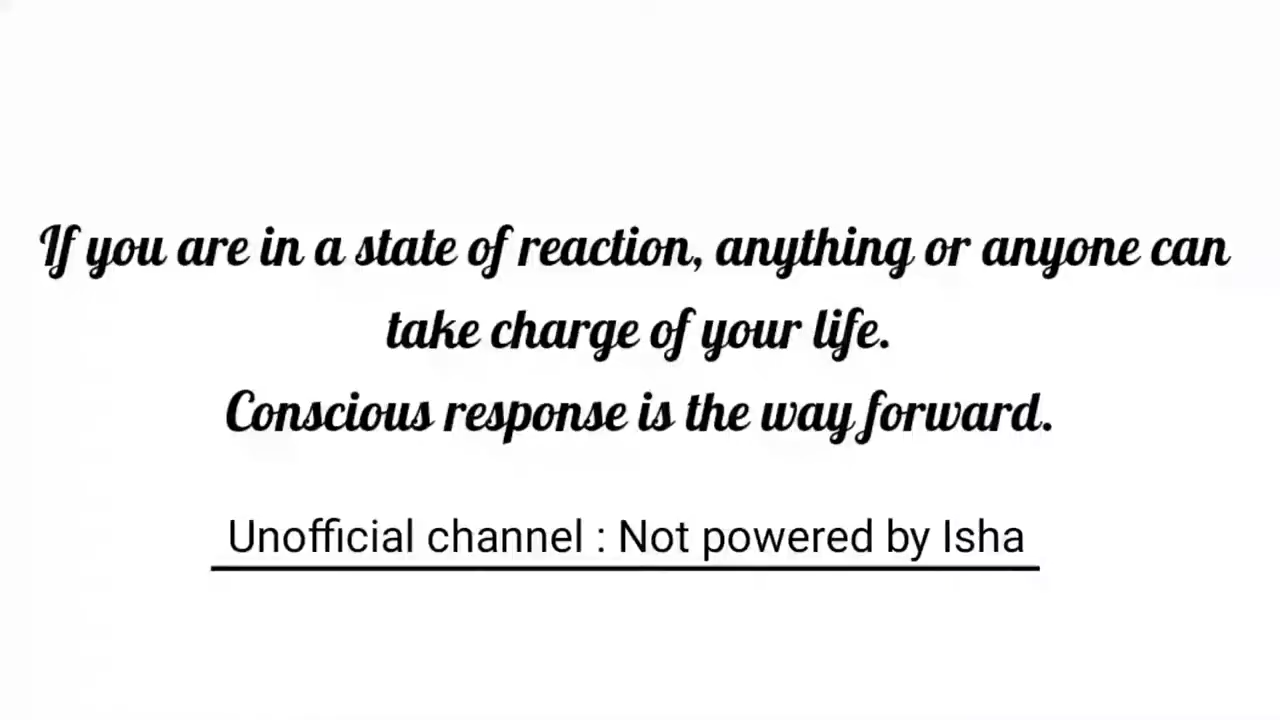 If you are in a state of reaction, anything or anyone can
take charge of your life.
Conscious response is the way forward.
Unofficial channel : Not powered by Isha